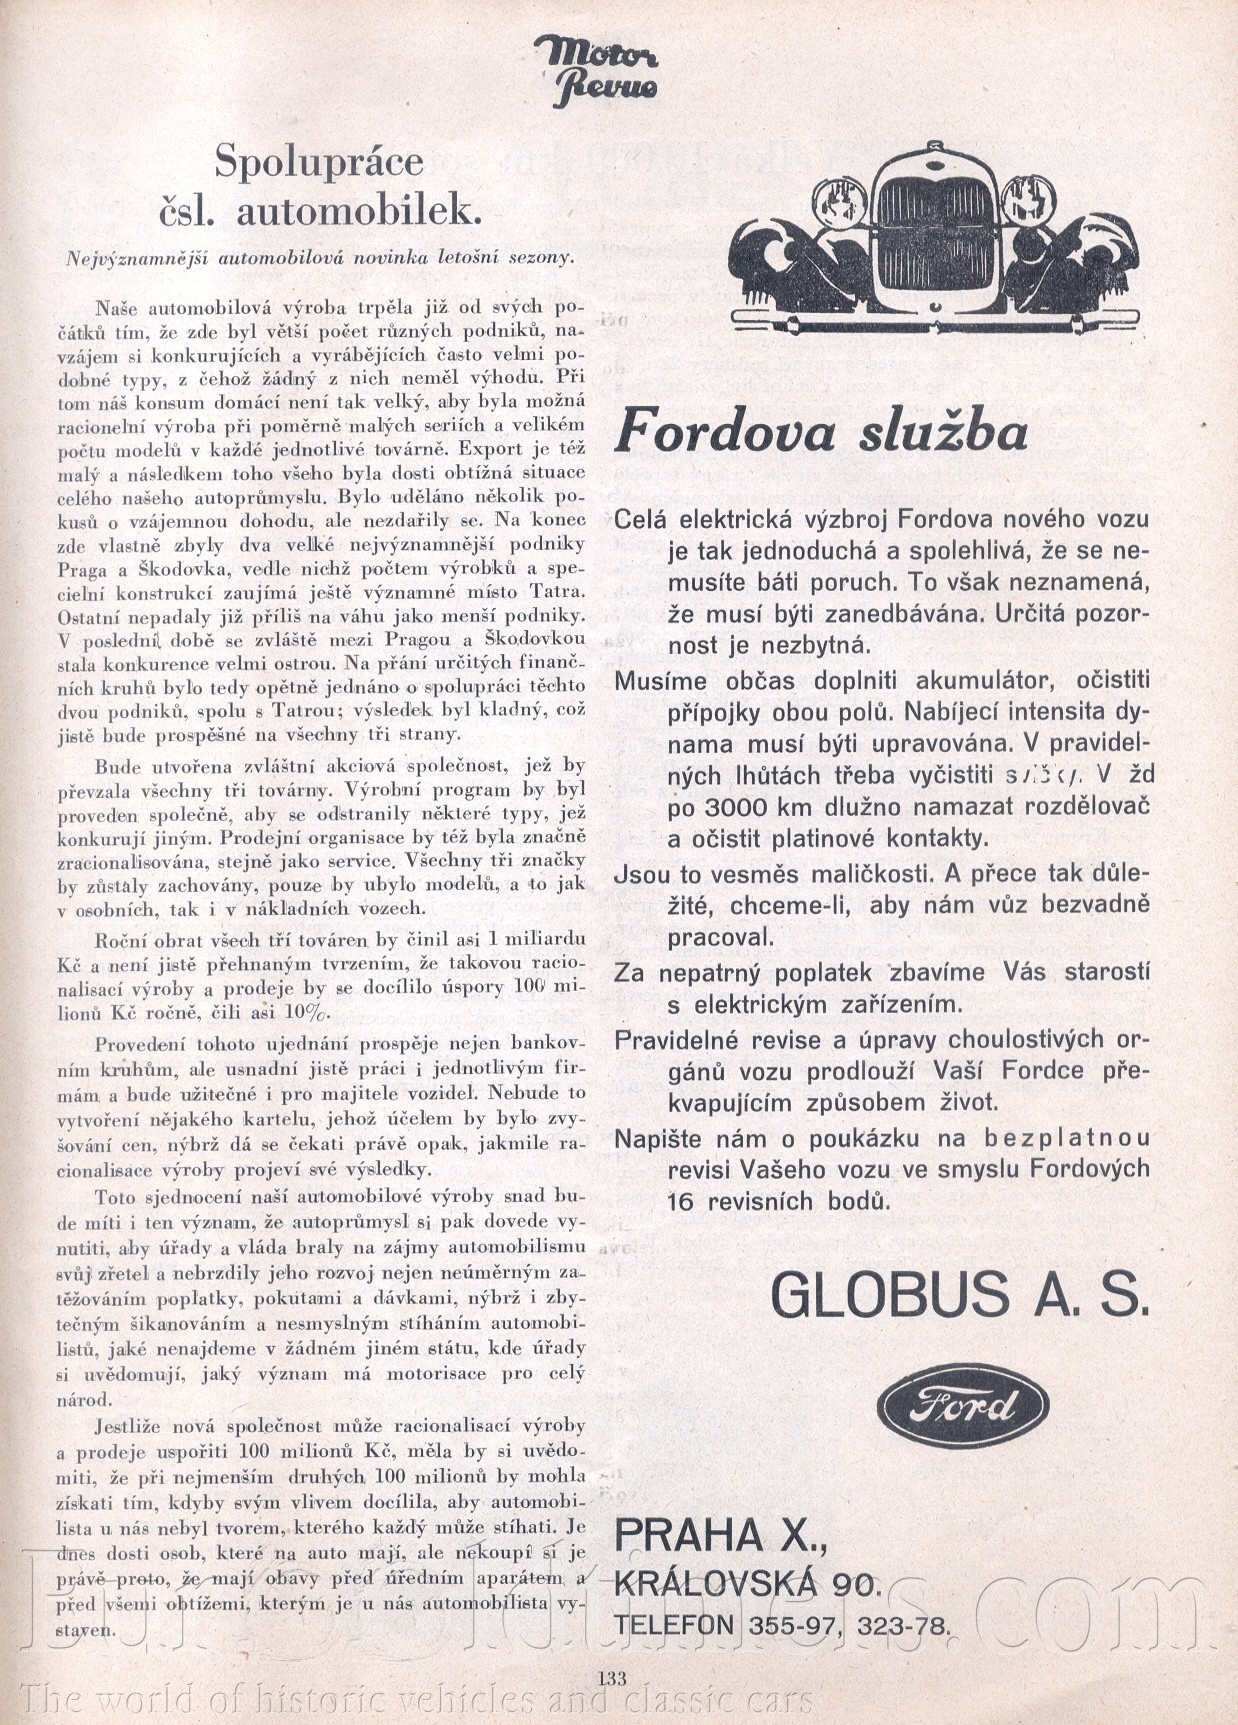 Motor
Revue
Spolupráce
čsl. automobilek.
Nejvýznamnější automobilová novinka letošní sezony.
Naše automobilová výroba trpěla již od svých po-
čátků tím, že zde byl větší počet různých podniků, na-
vzájem si konkurujících a vyrábějících často velmi po-
dobné typy, z čehož žádný z nich neměl výhodu. Při
tom náš konsum domácí není tak velký, aby byla možná
racionelní výroba při poměrně malých seriích a velikém
počtu modelů v každé jednotlivé továrně. Export je též
malý a následkem toho všeho byla dosti obtížná situace
celého našeho autoprůmyslu. Bylo uděláno několik po-
kusů o vzájemnou dohodu, ale nezdařily se. Na konec
zde vlastně zbyly dva velké nejvýznamnější podniky
Praga a Škodovka, vedle nichž počtem výrobků a spe-
cielní konstrukcí zaujímá ještě významné místo Tatra.
Ostatní nepadaly již příliš na váhu jako menší podniky.
V poslední době se zvláště mezi Pragou a Škodovkou
stala konkurence velmi ostrou. Na přání určitých finanč-
ních kruhů bylo tedy opětně jednáno o spolupráci těchto
dvou podniků, spolu s Tatrou; výsledek byl kladný, což
jistě bude prospěšné na všechny tři strany.
Bude utvořena zvláštní akciová společnost, jež by
převzala všechny tři továrny. Výrobní program by byl
proveden společně, aby se odstranily některé typy, jež
konkurují jiným. Prodejní organisace by též byla značně
zracionalisována, stejně jako service. Všechny tři značky
by zůstaly zachovány, pouze by ubylo modelů, a to jak
v osobních, tak i v nákladních vozech.
Roční obrat všech tří továren by činil asi 1 miliardu
Kč a není jistě přehnaným tvrzením, že takovou racio-
nalisací výroby a prodeje by se docílilo úspory 100 mi-
lionů Kč ročně, čili asi 10%.
Provedení tohoto ujednání prospěje nejen bankov-
ním kruhům, ale usnadní jistě práci i jednotlivým fir-
mám a bude užitečné i pro majitele vozidel. Nebude to
vytvoření nějakého kartelu, jehož účelem by bylo zvy-
šování cen, nýbrž dá se čekati právě opak, jakmile ra-
cionalisace výroby projeví své výsledky.
Toto sjednocení naší automobilové výroby snad bu-
de míti i ten význam, že autoprůmysl si pak dovede vy-
nutiti, aby úřady a vláda braly na zájmy automobilismu
svůj zřetel a nebrzdily jeho rozvoj nejen neúměrným za-
těžováním poplatky, pokutami a dávkami, nýbrž i zby-
tečným šikanováním a nesmyslným stíháním automobi-
listů, jaké nenajdeme v žádném jiném státu, kde úřady
si uvědomují, jaký význam má motorisace pro celý
národ.
Jestliže nová společnost může racionalisací výroby
a prodeje uspořiti 100 milionů Kč, měla by si uvědo-
miti, že při nejmenším druhých 100 milionů by mohla
získati tím, kdyby svým vlivem docílila, aby automobi-
lista u nás nebyl tvorem, kterého každý může stíhati. Je
dnes dosti osob, které na auto mají, ale nekoupí si je
právě proto, že mají obavy před úředním aparátem a
před všemi obtížemi, kterým je u nás automobilista vy-
staven.
Fordova služba
Celá elektrická výzbroj Fordova nového vozu
je tak jednoduchá a spolehlivá, že se ne-
musíte báti poruch. To však neznamená,
že musí býti zanedbávána. Určitá pozor-
nost je nezbytná.
Musíme občas doplniti akumulátor, očistiti
přípojky obou polů. Nabíjecí intensita dy-
nama musí býti upravována. V pravidel-
ných lhůtách třeba vyčistiti V žd
po 3000 km dlužno namazat rozdělovač
a očistit platinové kontakty.
Jsou to vesměs maličkosti. A přece tak důle-
žité, chceme-li, aby nám vůz bezvadně
pracoval.
Za nepatrný poplatek zbavíme Vás starostí
s elektrickým zařízením.
Pravidelné revise a úpravy choulostivých or-
gánů vozu prodlouží Vaší Fordce pře-
kvapujícím způsobem život.
Napište nám o poukázku na bezplatnou
revisi Vašeho vozu ve smyslu Fordových
16 revisních bodů.
GLOBUS A. S.
Ford
PRAHA X.,
KRÁLOVSKÁ 90.
TELEFON 355-97, 323-78.
133
The world of historic vehicles and classic cars